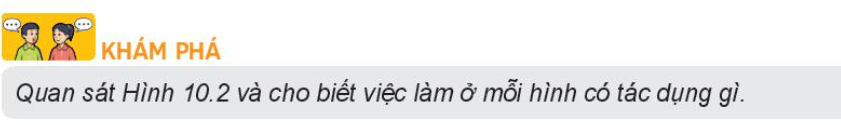 KHÁM PHÁ
Quan sát Hình 10.2 và cho biết việc làm ở mỗi hình có tác dụng gì.